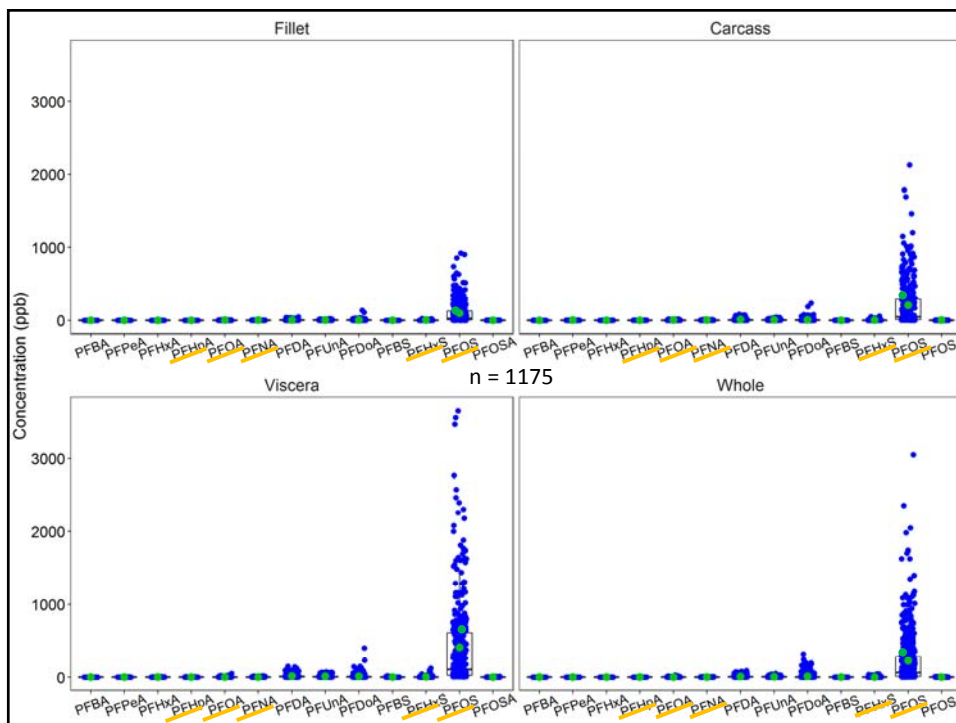 Fillet
Carcass
Concentration (ppb)
3000
2000
1000
0
PFBA PFPeA PFHxA PFHpA PFOA PFNA PFDA PFUnA PFDoA PFBS PFHxS PFOS PFOSA
PFBA PFPeA PFHxA PFHpA PFOA PFNA PFDA PFUnA PFDoA PFBS PFHxS PFOS PFOS
n = 1175
Viscera
Whole
3000
2000
1000
0
PFBA PFPeA PFHxA PFHpA PFOA PFNA PFDA PFUnA PFDoA PFBS PFHxS PFOS PFOSA
PFBA PFPeA PFHxA PFHpA PFOA PFNA PFDA PFUnA PFDoA PFBS PFHxS PFOS PFOSA